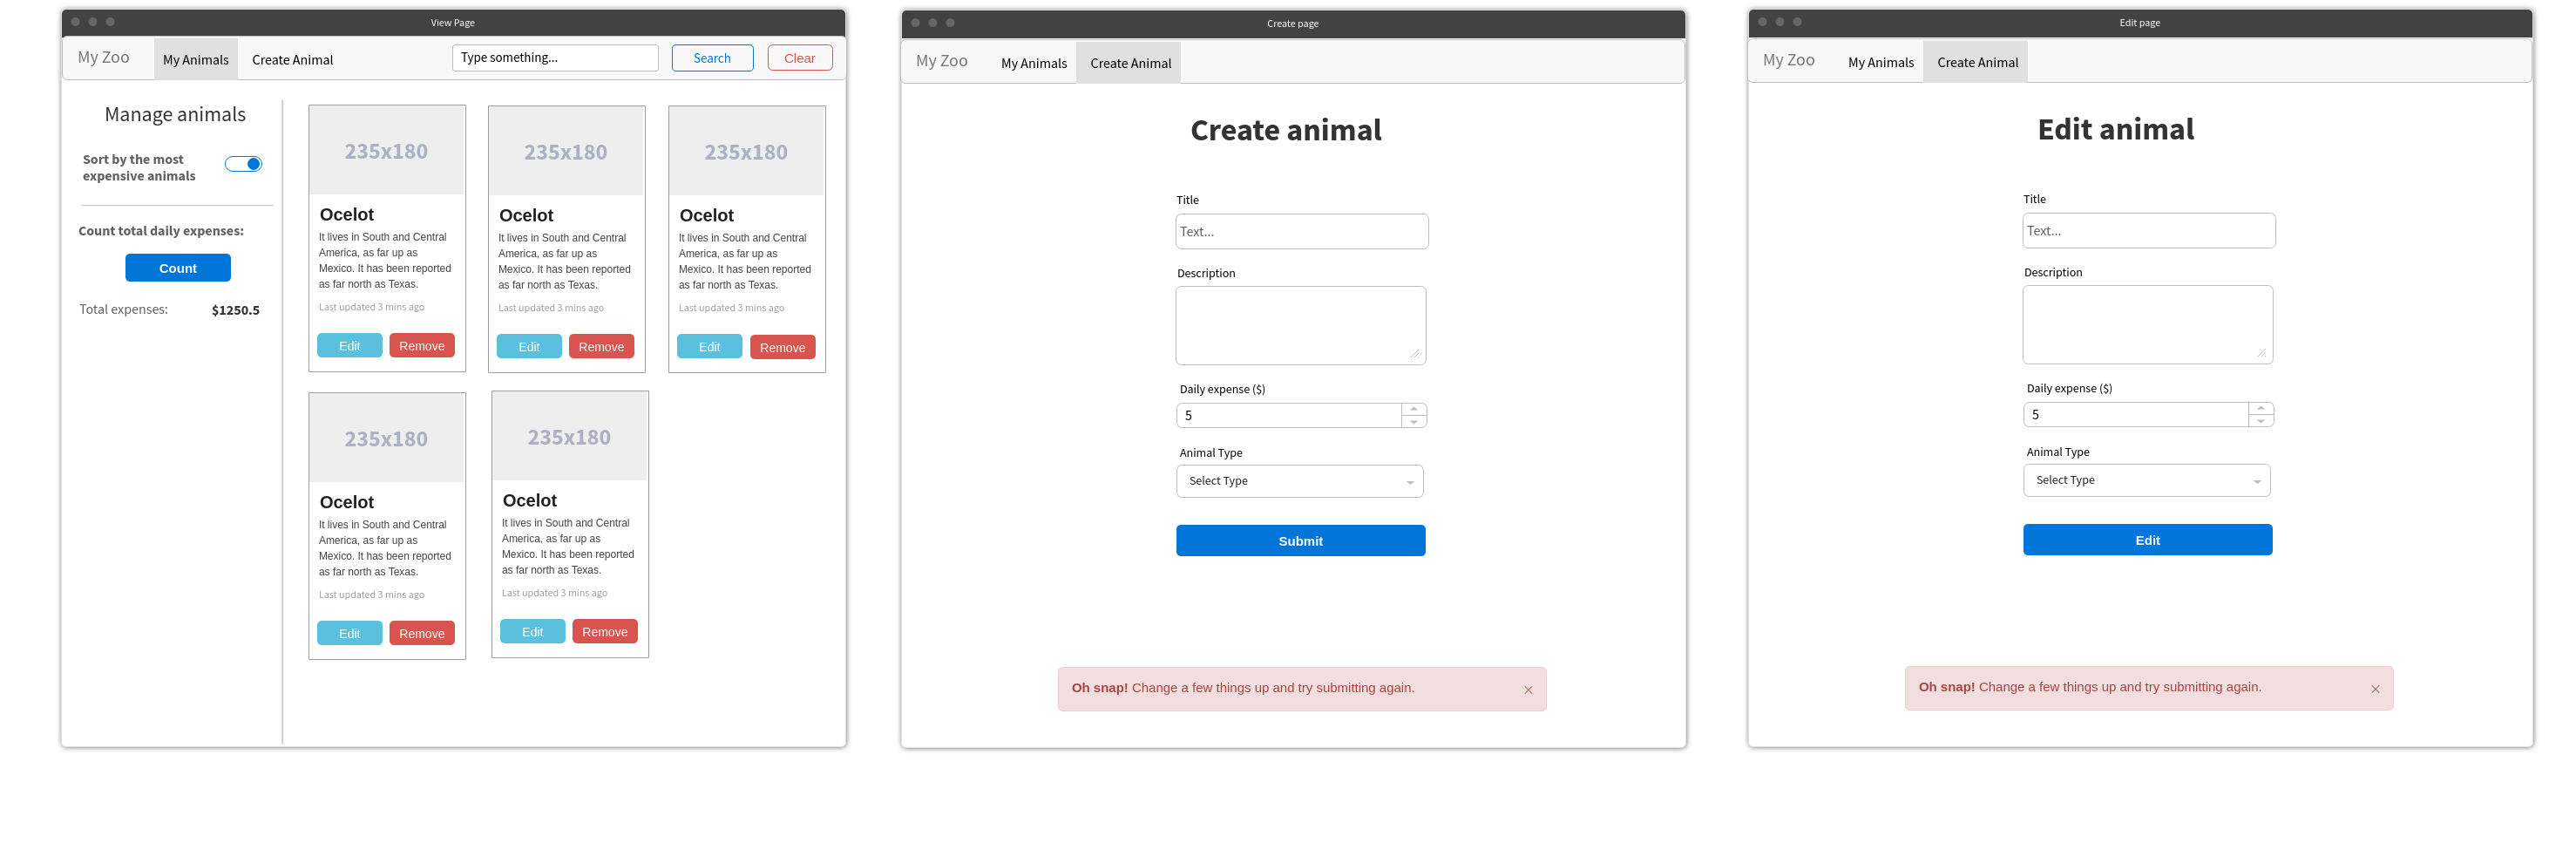 View Page
My Zoo
My Animals
Create Animal
Type something...
Search
Clear
Manage animals
Sort by the most
expensive animals
Count total daily expenses:
Count
Total expenses:
$1250.5
235x180
Ocelot
It lives in South and Central
America, as far up as
Mexico. It has been reported
as far north as Texas.
Last updated 3 mins ago
Edit
Remove
235x180
Ocelot
It lives in South and Central
America, as far up as
Mexico. It has been reported
as far north as Texas.
Last updated 3 mins ago
Edit
Remove
235x180
Ocelot
It lives in South and Central
America, as far up as
Mexico. It has been reported
as far north as Texas.
Last updated 3 mins ago
Edit
Remove
235x180
Ocelot
It lives in South and Central
America, as far up as
Mexico. It has been reported
as far north as Texas.
Last updated 3 mins ago
Edit
Remove
235x180
Ocelot
It lives in South and Central
America, as far up as
Mexico. It has been reported
as far north as Texas.
Last updated 3 mins ago
Edit
Remove
Create page
My Zoo
My Animals
Create Animal
Create animal
Title
Text...
Description
Daily expense ($)
5
Animal Type
Select Type
Submit
Oh snap! Change a few things up and try submitting again.
×
Edit page
My Zoo
My Animals
Create Animal
Edit animal
Title
Text...
Description
Daily expense ($)
5
Animal Type
Select Type
Edit
Oh snap! Change a few things up and try submitting again.
×